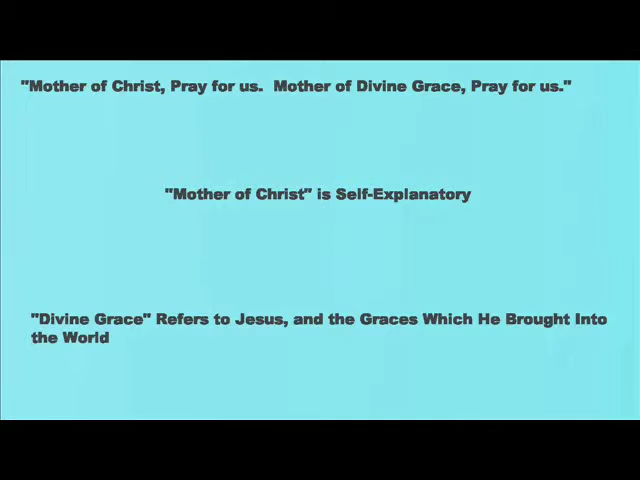 "Mother of Christ, Pray for us.  Mother of Divine Grace, Pray for us."
"Mother of Christ" is Self-Explanatory
"Divine Grace" Refers to Jesus, and the Graces Which He Brought Into
the World